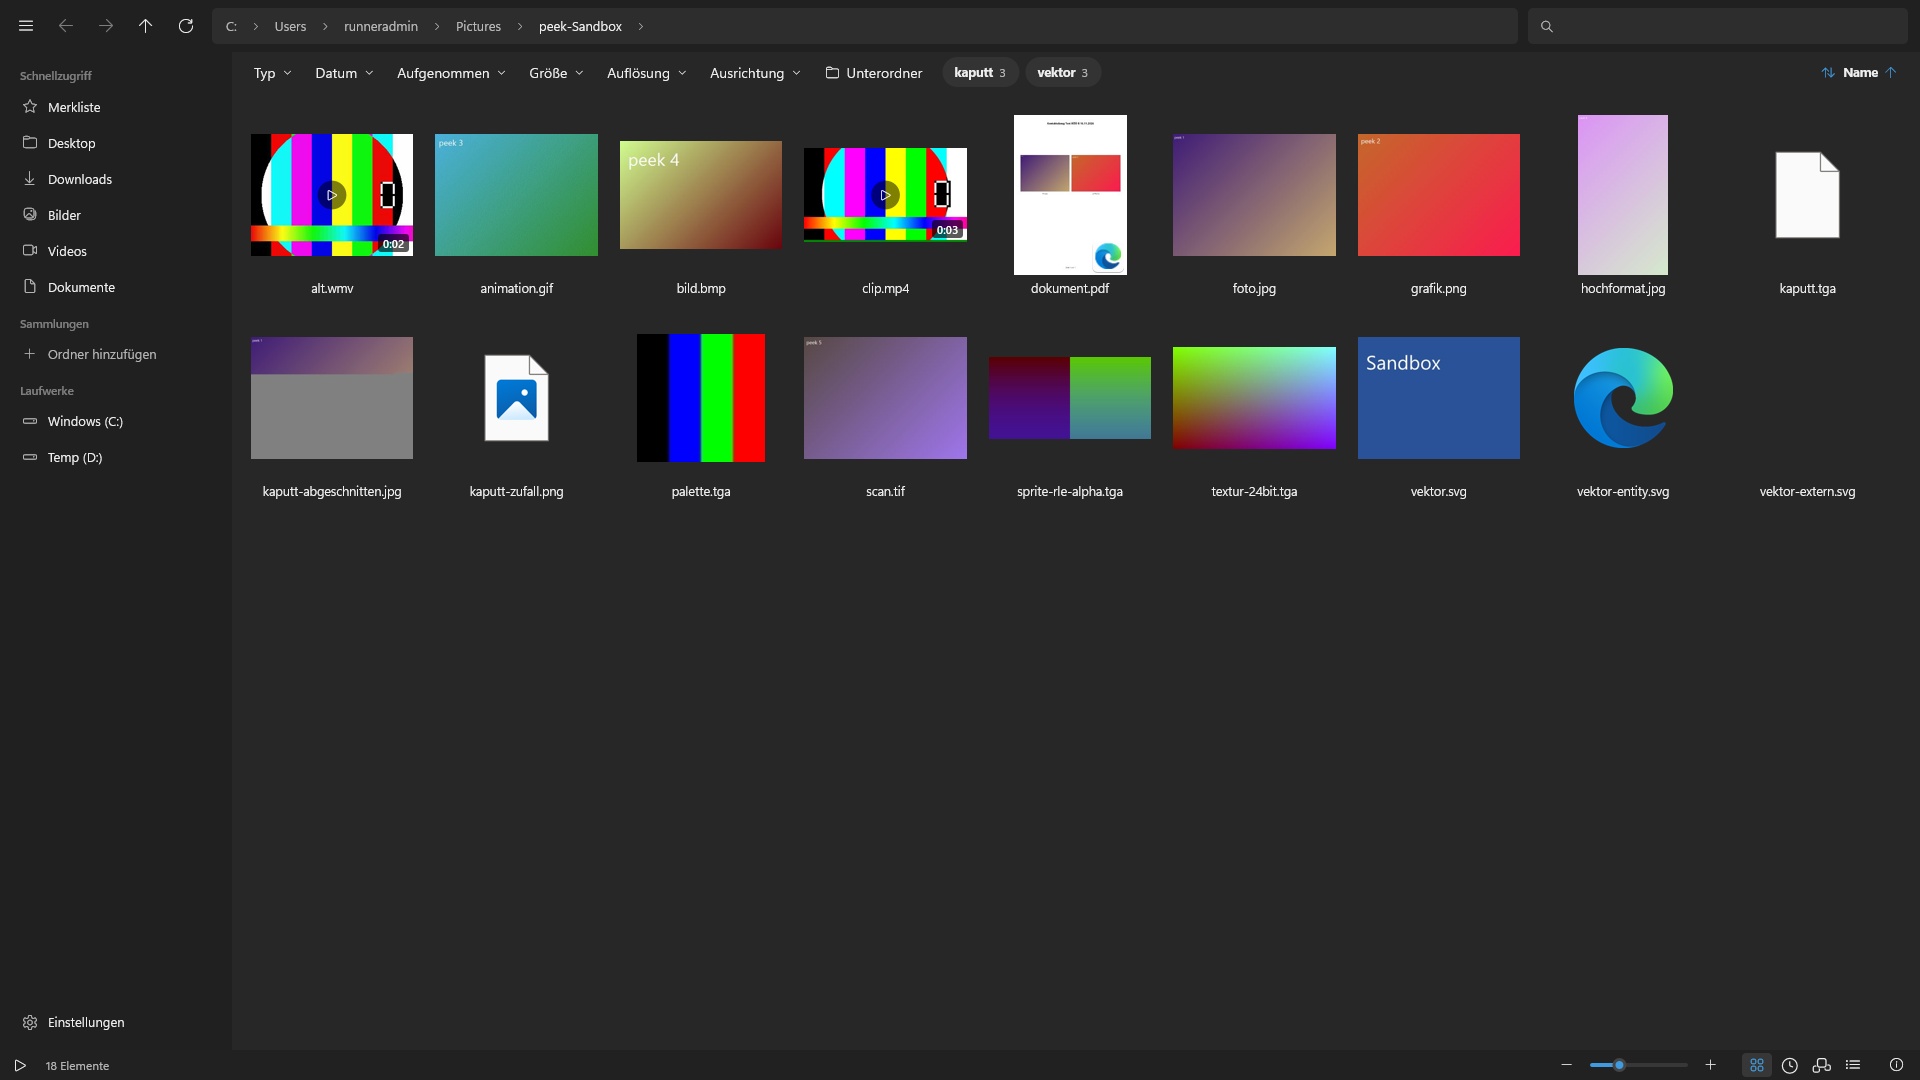 C: Users runneradmin Pictures peek-Sandbox
Schnellzugriff
Merkliste
Desktop
Downloads
Bilder
Videos
Dokumente
Sammlungen
Ordner hinzufügen
Laufwerke
Windows (C:)
Temp (D:)
Einstellungen
Typ Datum Aufgenommen Größe Auflösung Ausrichtung Unterordner kaputt 3 vektor 3 Name
peek 3
peek 4
0:02
0:03
peek 2
alt.wmv animation.gif bild.bmp clip.mp4 dokument.pdf foto.jpg grafik.png hochformat.jpg kaputt.tga
peek 5
Sandbox
kaputt-abgeschnitten.jpg kaputt-zufall.png palette.tga scan.tif sprite-rle-alpha.tga textur-24bit.tga vektor.svg vektor-entity.svg vektor-extern.svg
18 Elemente